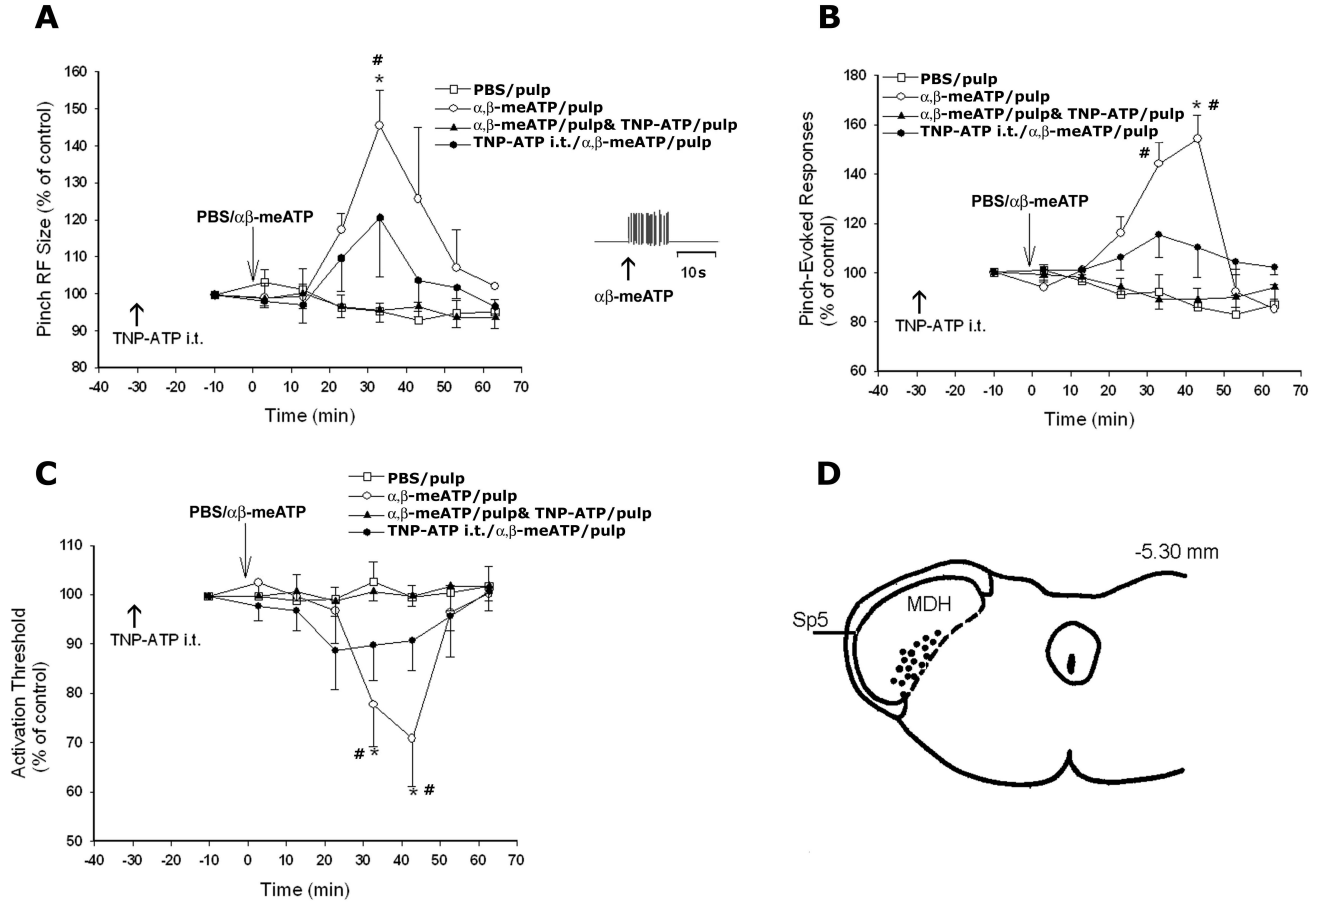 A
160
150
140
130
120
110
100
90
80
Pinch RF Size (% of control)
-40 -30 -20 -10 0 10 20 30 40 50 60 70
Time (min)
#
*
PBS/pulp
α,β-meATP/pulp
α,β-meATP/pulp& TNP-ATP/pulp
TNP-ATP i.t./α,β-meATP/pulp
PBS/αβ-meATP
TNP-ATP i.t.
10s
αβ-meATP
B
180
160
140
120
100
80
60
Pinch-Evoked Responses
(% of control)
-40 -30 -20 -10 0 10 20 30 40 50 60 70
Time (min)
PBS/pulp
α,β-meATP/pulp
α,β-meATP/pulp& TNP-ATP/pulp
TNP-ATP i.t./α,β-meATP/pulp
* #
#
PBS/αβ-meATP
TNP-ATP i.t.
C
PBS/pulp
α,β-meATP/pulp
α,β-meATP/pulp& TNP-ATP/pulp
TNP-ATP i.t./α,β-meATP/pulp
PBS/αβ-meATP
110
100
90
80
70
60
50
Activation Threshold
(% of control)
TNP-ATP i.t.
# *
* #
-40 -30 -20 -10 0 10 20 30 40 50 60 70
Time (min)
D
-5.30 mm
MDH
Sp5